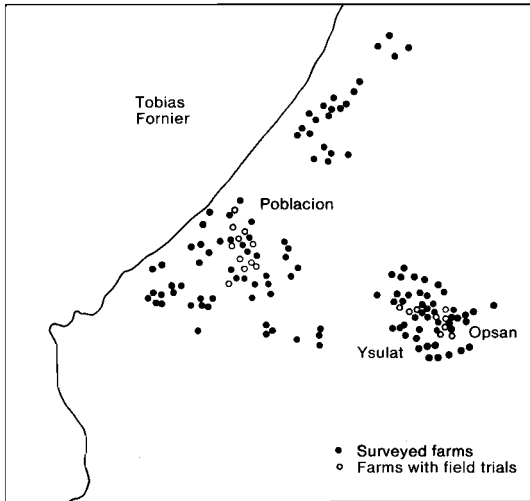 Tobias
Fornier
Poblacion
Opsan
Ysulat
Surveyed farms
Farms with field trials